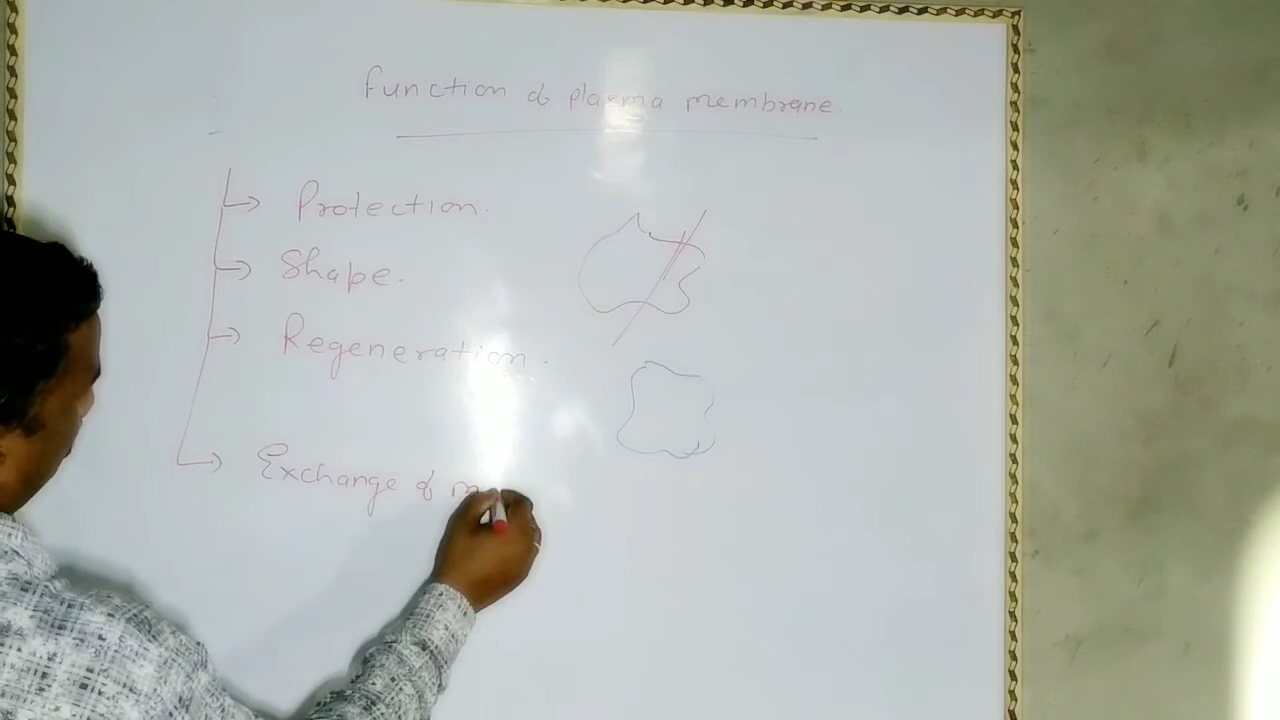 Function of plasma membrane.
Protection.
Shape.
Regeneration.
Exchange of m